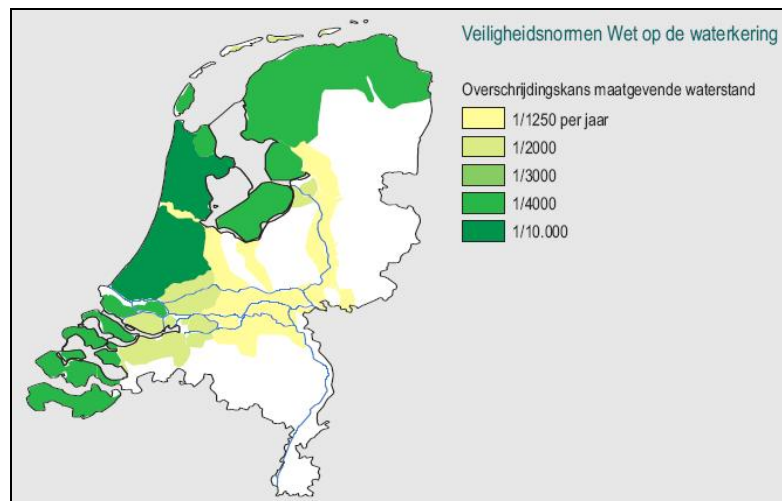 Veiligheidsnormen Wet op de waterkering
Overschrijdingskans maatgevende waterstand
1/1250 per jaar
1/2000
1/3000
1/4000
1/10.000